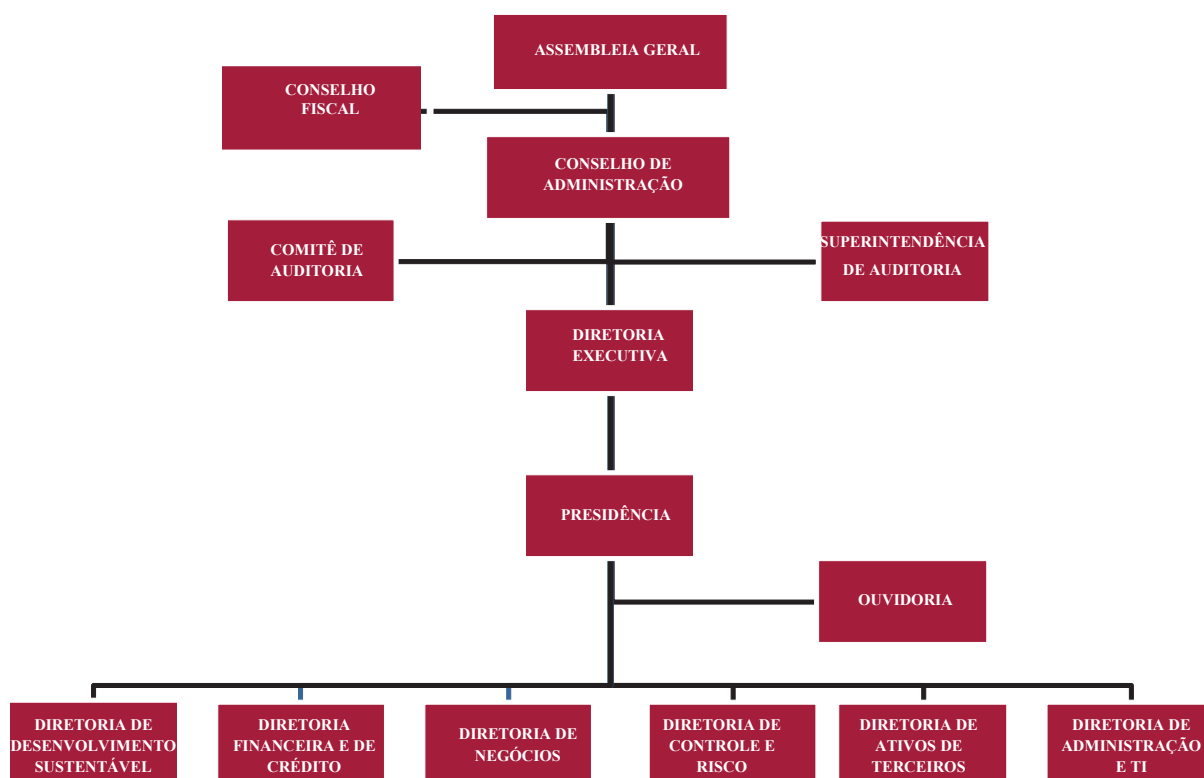 ASSEMBLEIA GERAL
CONSELHO
FISCAL
CONSELHO DE
ADMINISTRAÇÃO
COMITÊ DE
AUDITORIA
SUPERINTENDÊNCIA
DE AUDITORIA
DIRETORIA
EXECUTIVA
PRESIDÊNCIA
OUVIDORIA
DIRETORIA DE
DESENVOLVIMENTO
SUSTENTÁVEL
DIRETORIA
FINANCEIRA E DE
CRÉDITO
DIRETORIA DE
NEGÓCIOS
DIRETORIA DE
CONTROLE E
RISCO
DIRETORIA DE
ATIVOS DE
TERCEIROS
DIRETORIA DE
ADMINISTRAÇÃO
E TI